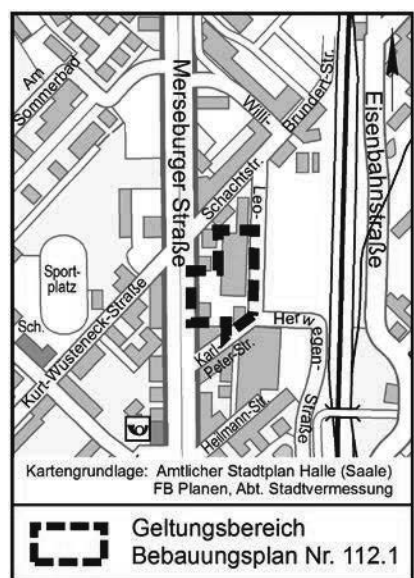 Am
Sommerbad
Merseburger Straße
Willi-
Brundert-Str.
Eisenbahnstraße
Schachtstr.
Leo-
Sport-
platz
Sch.
Kurt-Wüsteneck-Straße
Herwegen-
Straße
Karl-
Peter-Str.
Heilmann-Str.
Kartengrundlage: Amtlicher Stadtplan Halle (Saale)
FB Planen, Abt. Stadtvermessung
Geltungsbereich
Bebauungsplan Nr. 112.1